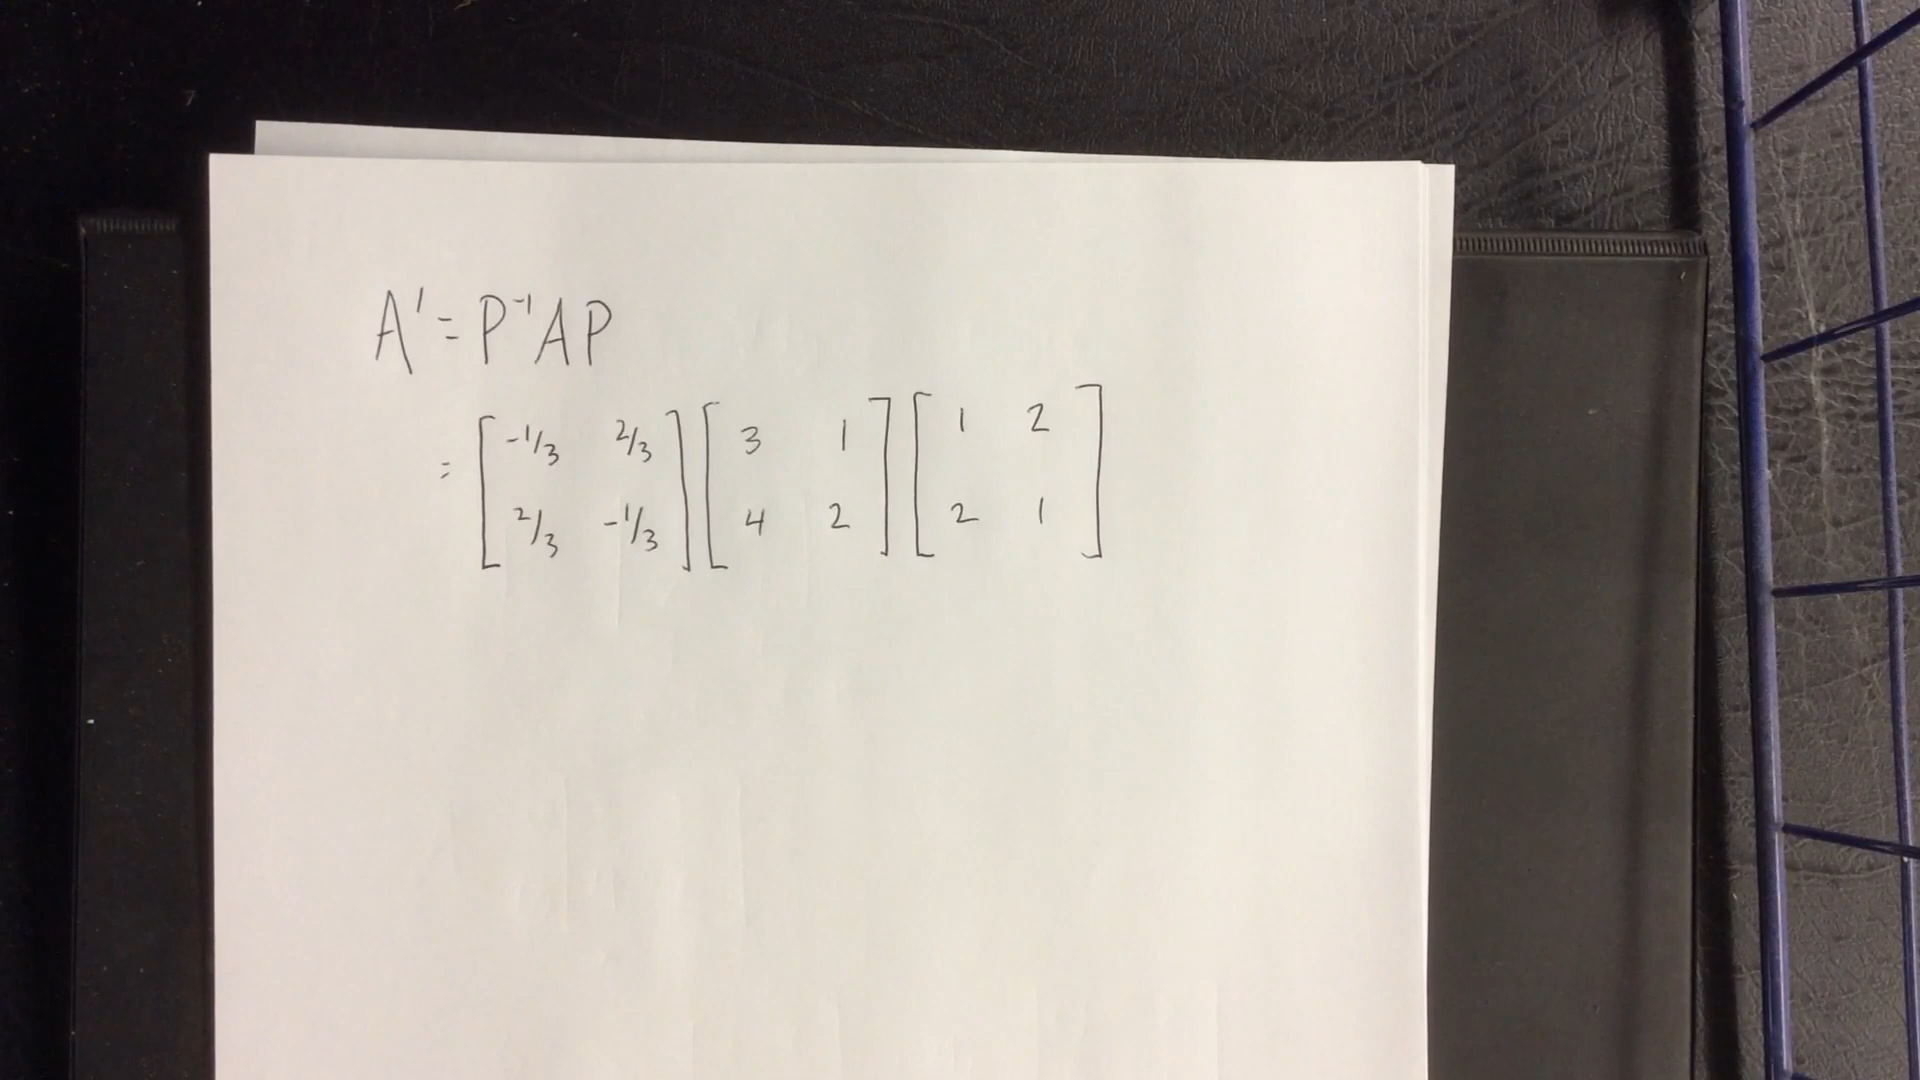 A' = P⁻¹AP
= [-1/3 2/3] [3 1] [1 2]
[2/3 -1/3] [4 2] [2 1]